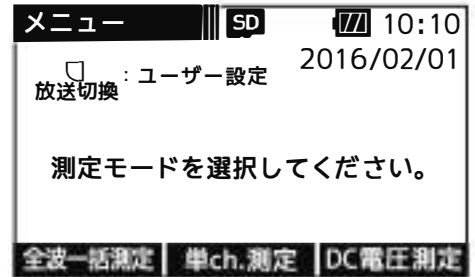 メニュー SD 10:10
2016/02/01
放送切換：ユーザー設定
測定モードを選択してください。
全波一括測定 単ch.測定 DC電圧測定